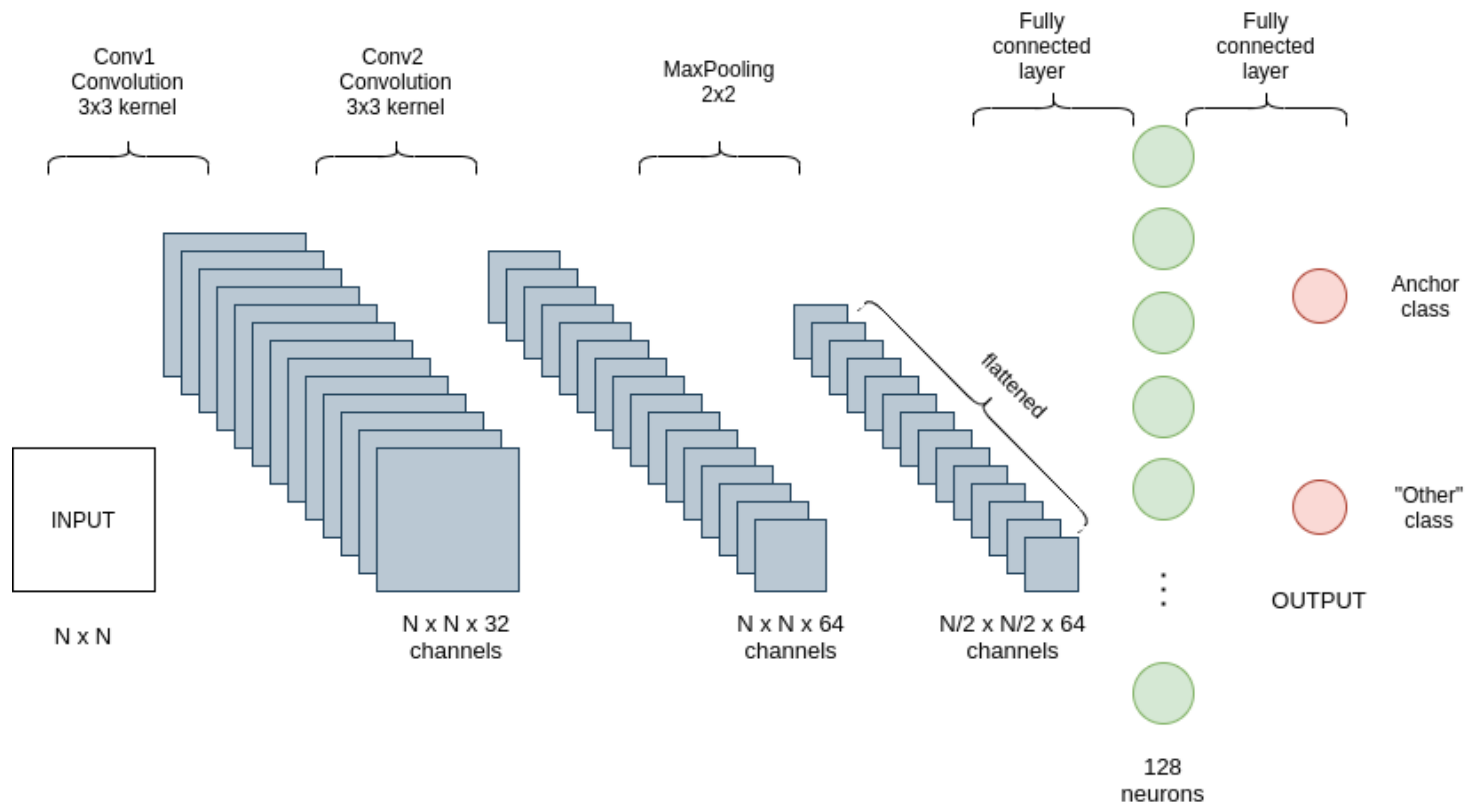 Conv1
Convolution
3x3 kernel
Conv2
Convolution
3x3 kernel
MaxPooling
2x2
Fully
connected
layer
Fully
connected
layer
INPUT
N x N
N x N x 32
channels
N x N x 64
channels
flattened
N/2 x N/2 x 64
channels
⋮
128
neurons
Anchor
class
"Other"
class
OUTPUT